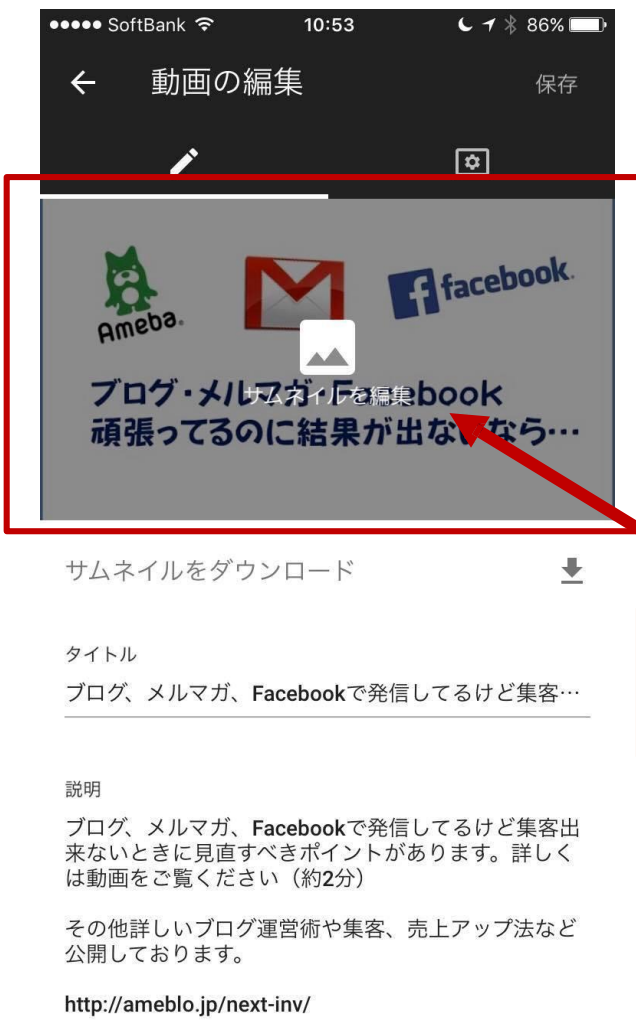 SoftBank 10:53 86%
動画の編集 保存
Ameba.
facebook.
サムネイルを編集
ブログ・メルマガ・Facebook
頑張ってるのに結果が出ないなら…
サムネイルをダウンロード
タイトル
ブログ、メルマガ、Facebookで発信してるけど集客…
説明
ブログ、メルマガ、Facebookで発信してるけど集客出
来ないときに見直すべきポイントがあります。詳しく
は動画をご覧ください（約2分）
その他詳しいブログ運営術や集客、売上アップ法など
公開しております。
http://ameblo.jp/next-inv/